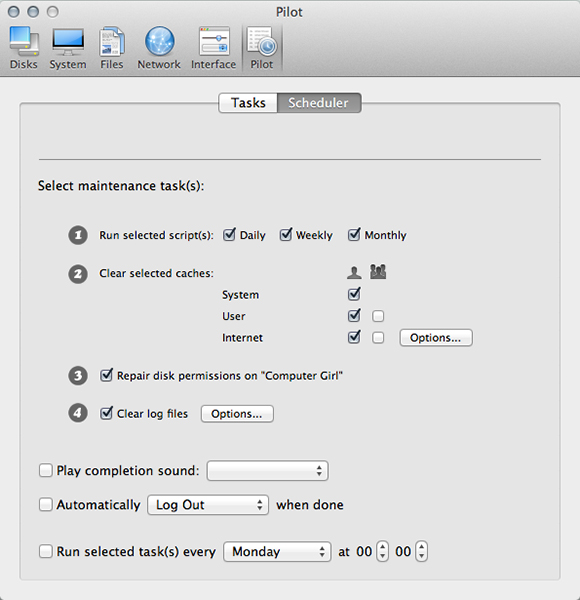 Pilot
Disks System Files Network Interface Pilot
Tasks Scheduler
Select maintenance task(s):
1 Run selected script(s): Daily Weekly Monthly
2 Clear selected caches:
System
User
Internet Options...
3 Repair disk permissions on "Computer Girl"
4 Clear log files Options...
Play completion sound:
Automatically Log Out when done
Run selected task(s) every Monday at 00 00